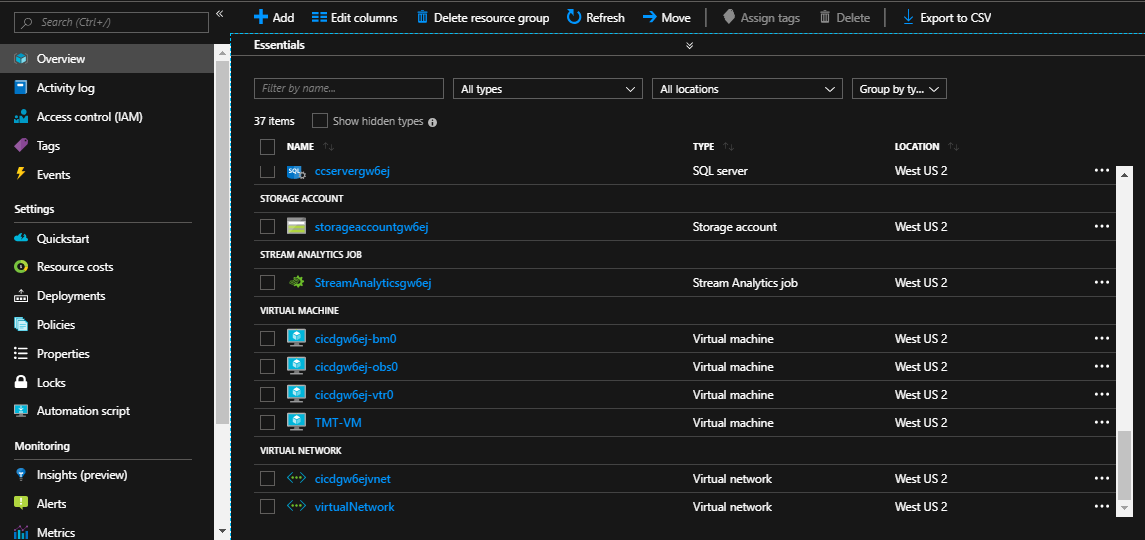 Search (Ctrl+/)
«
Overview
Activity log
Access control (IAM)
Tags
Events
Settings
Quickstart
Resource costs
Deployments
Policies
Properties
Locks
Automation script
Monitoring
Insights (preview)
Alerts
Metrics
Add Edit columns Delete resource group Refresh Move Assign tags Delete Export to CSV
Essentials
Filter by name... All types All locations Group by ty...
37 items Show hidden types
NAME TYPE LOCATION
SQL ccservergw6ej SQL server West US 2 ...
STORAGE ACCOUNT
storageaccountgw6ej Storage account West US 2 ...
STREAM ANALYTICS JOB
StreamAnalyticsgw6ej Stream Analytics job West US 2 ...
VIRTUAL MACHINE
cicdgw6ej-bm0 Virtual machine West US 2 ...
cicdgw6ej-obs0 Virtual machine West US 2 ...
cicdgw6ej-vtr0 Virtual machine West US 2 ...
TMT-VM Virtual machine West US 2 ...
VIRTUAL NETWORK
cicdgw6ejvnet Virtual network West US 2 ...
virtualNetwork Virtual network West US 2 ...